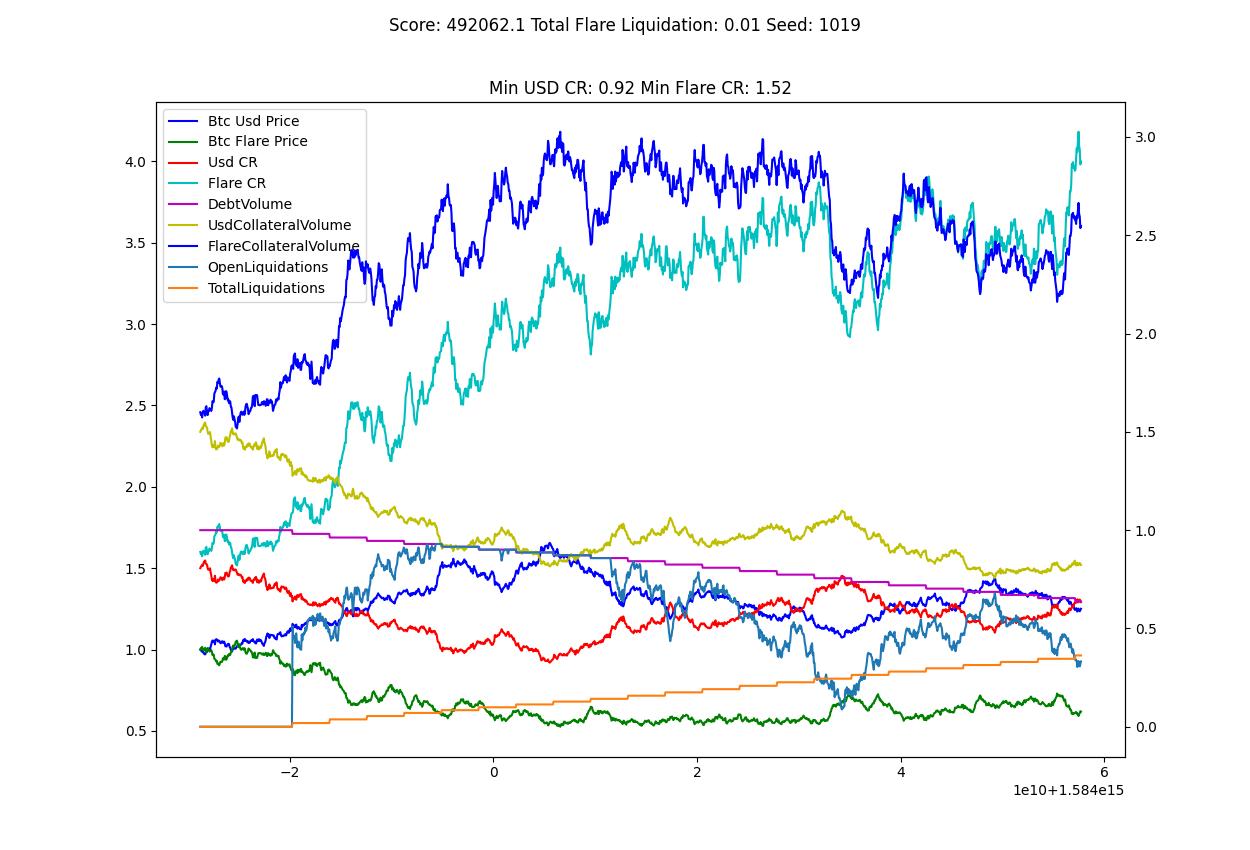 Score: 492062.1 Total Flare Liquidation: 0.01 Seed: 1019
Min USD CR: 0.92 Min Flare CR: 1.52
Btc Usd Price
Btc Flare Price
Usd CR
Flare CR
DebtVolume
UsdCollateralVolume
FlareCollateralVolume
OpenLiquidations
TotalLiquidations
4.0
3.5
3.0
2.5
2.0
1.5
1.0
0.5
3.0
2.5
2.0
1.5
1.0
0.5
0.0
−2 0 2 4 6
1e10+1.584e15